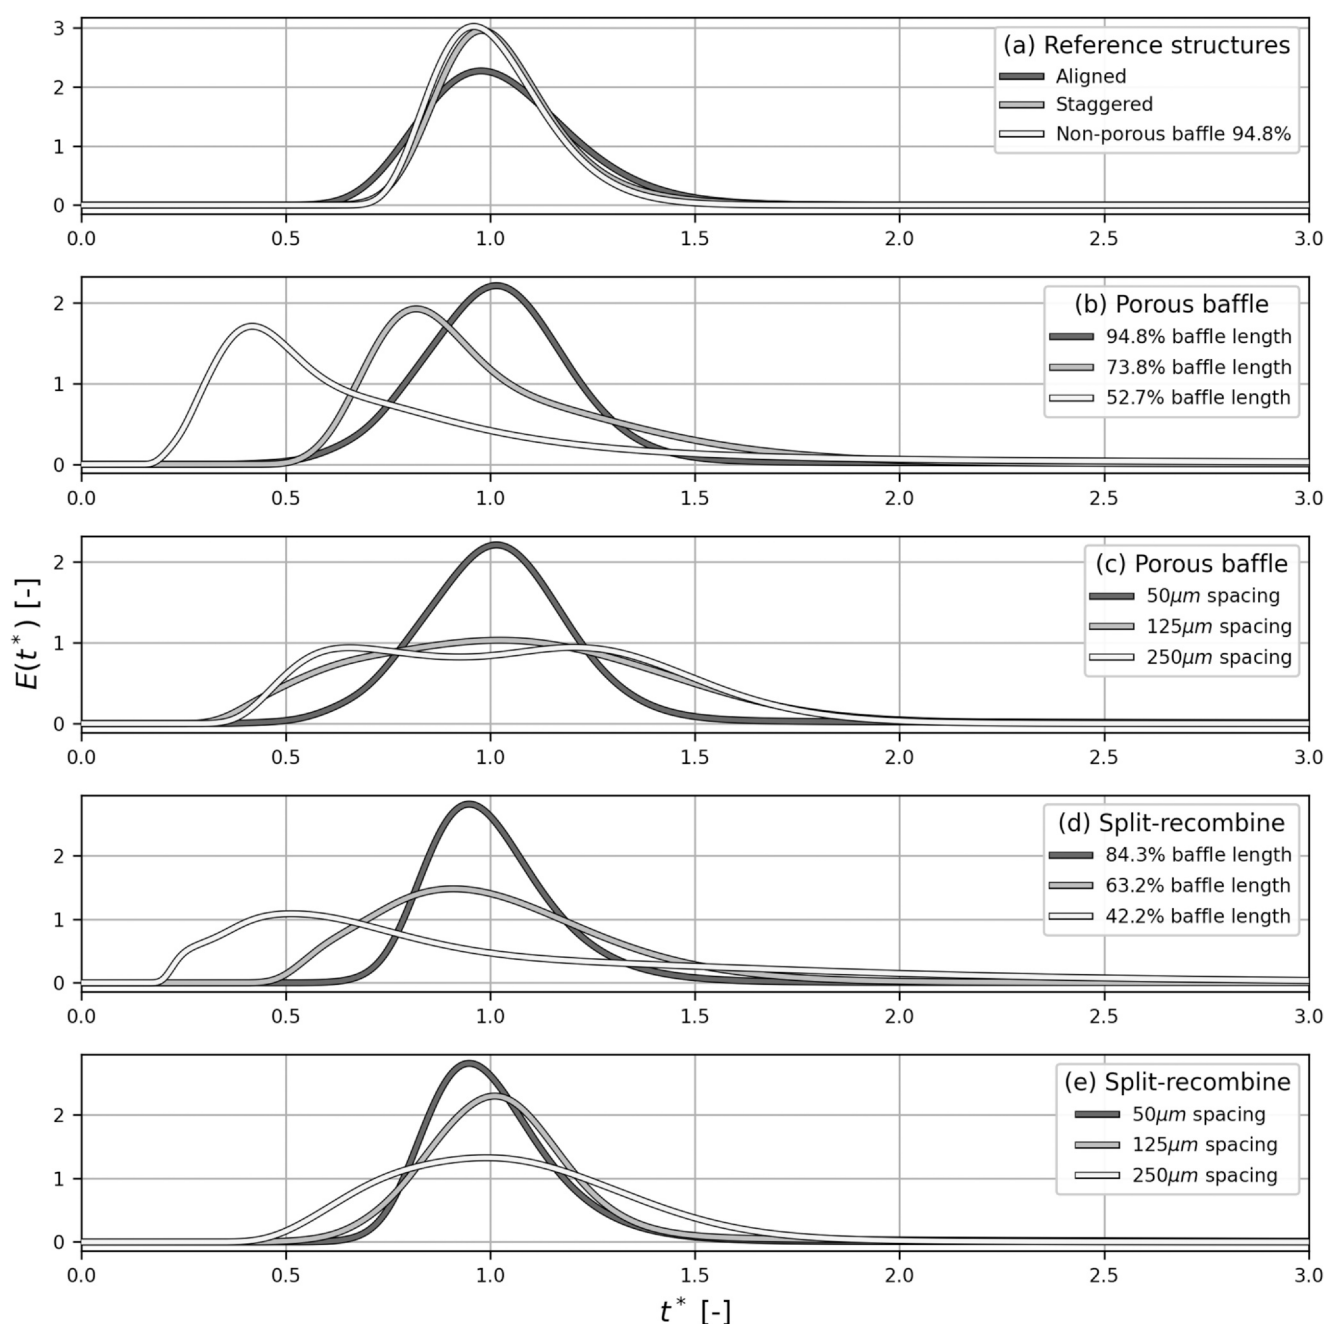 3
2
1
0
(a) Reference structures
Aligned
Staggered
Non-porous baffle 94.8%
0.0 0.5 1.0 1.5 2.0 2.5 3.0
2
1
0
(b) Porous baffle
94.8% baffle length
73.8% baffle length
52.7% baffle length
0.0 0.5 1.0 1.5 2.0 2.5 3.0
E(t*) [-]
2
1
0
(c) Porous baffle
50μm spacing
125μm spacing
250μm spacing
0.0 0.5 1.0 1.5 2.0 2.5 3.0
2
1
0
(d) Split-recombine
84.3% baffle length
63.2% baffle length
42.2% baffle length
0.0 0.5 1.0 1.5 2.0 2.5 3.0
2
1
0
(e) Split-recombine
50μm spacing
125μm spacing
250μm spacing
0.0 0.5 1.0 1.5 2.0 2.5 3.0
t* [-]